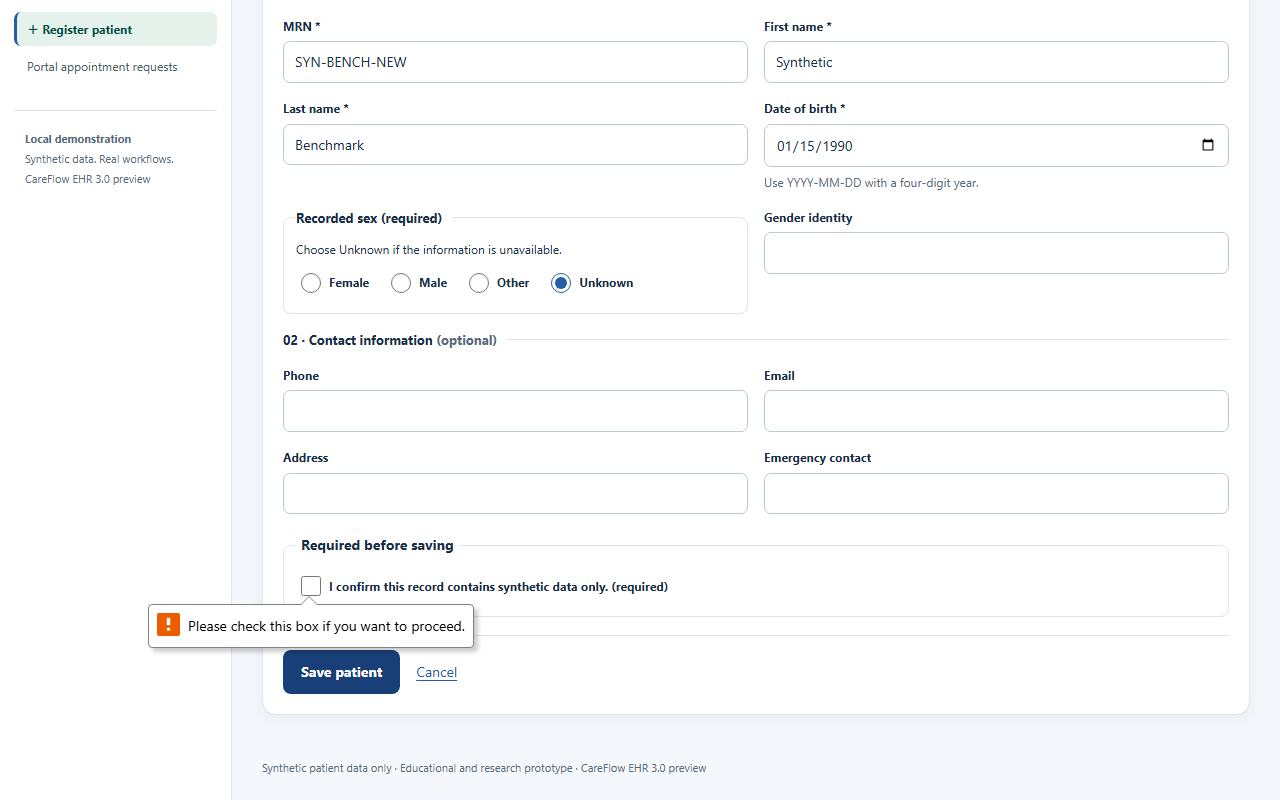 + Register patient
Portal appointment requests
Local demonstration
Synthetic data. Real workflows.
CareFlow EHR 3.0 preview
MRN *
SYN-BENCH-NEW
First name *
Synthetic
Last name *
Benchmark
Date of birth *
01/15/1990
Use YYYY-MM-DD with a four-digit year.
Recorded sex (required)
Choose Unknown if the information is unavailable.
Female Male Other Unknown
Gender identity
02 · Contact information (optional)
Phone
Email
Address
Emergency contact
Required before saving
I confirm this record contains synthetic data only. (required)
! Please check this box if you want to proceed.
Save patient Cancel
Synthetic patient data only · Educational and research prototype · CareFlow EHR 3.0 preview